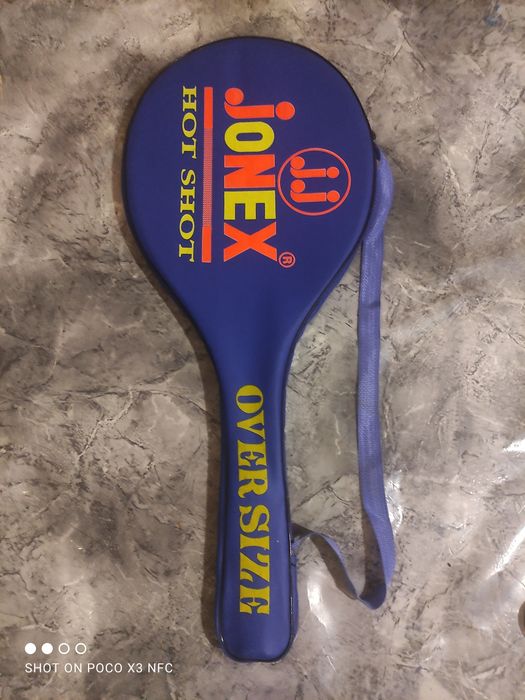 jj
jONEX®
HOT SHOT
OVER SIZE
SHOT ON POCO X3 NFC